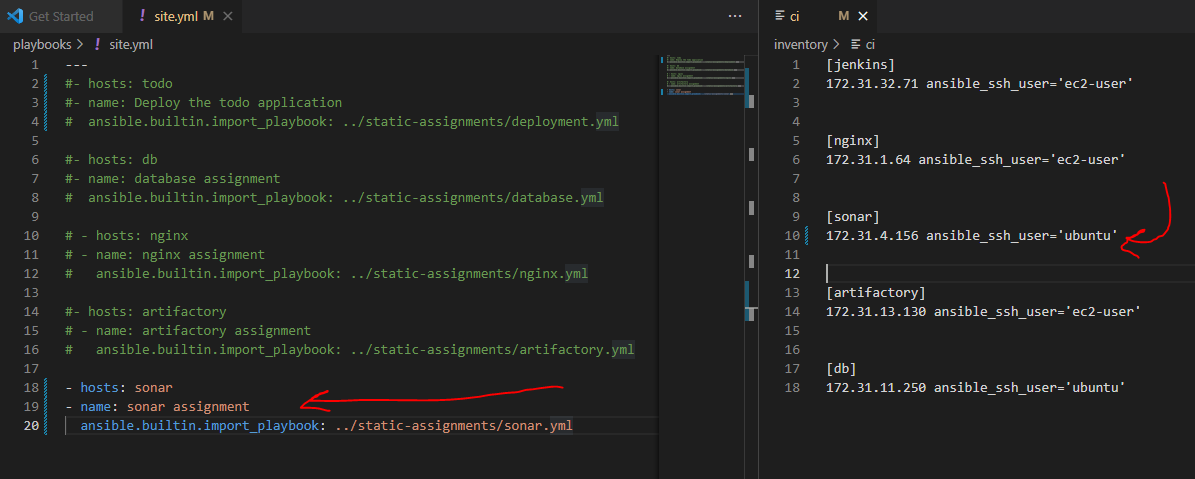 Get Started
! site.yml M
playbooks > ! site.yml
1 ---
2 #- hosts: todo
3 #- name: Deploy the todo application
4 #  ansible.builtin.import_playbook: ../static-assignments/deployment.yml
5
6 #- hosts: db
7 #- name: database assignment
8 #  ansible.builtin.import_playbook: ../static-assignments/database.yml
9
10 # - hosts: nginx
11 # - name: nginx assignment
12 #   ansible.builtin.import_playbook: ../static-assignments/nginx.yml
13
14 #- hosts: artifactory
15 # - name: artifactory assignment
16 #   ansible.builtin.import_playbook: ../static-assignments/artifactory.yml
17
18 - hosts: sonar
19 - name: sonar assignment
20   ansible.builtin.import_playbook: ../static-assignments/sonar.yml
ci M
inventory > ci
1 [jenkins]
2 172.31.32.71 ansible_ssh_user='ec2-user'
3
4
5 [nginx]
6 172.31.1.64 ansible_ssh_user='ec2-user'
7
8
9 [sonar]
10 172.31.4.156 ansible_ssh_user='ubuntu'
11
12
13 [artifactory]
14 172.31.13.130 ansible_ssh_user='ec2-user'
15
16
17 [db]
18 172.31.11.250 ansible_ssh_user='ubuntu'